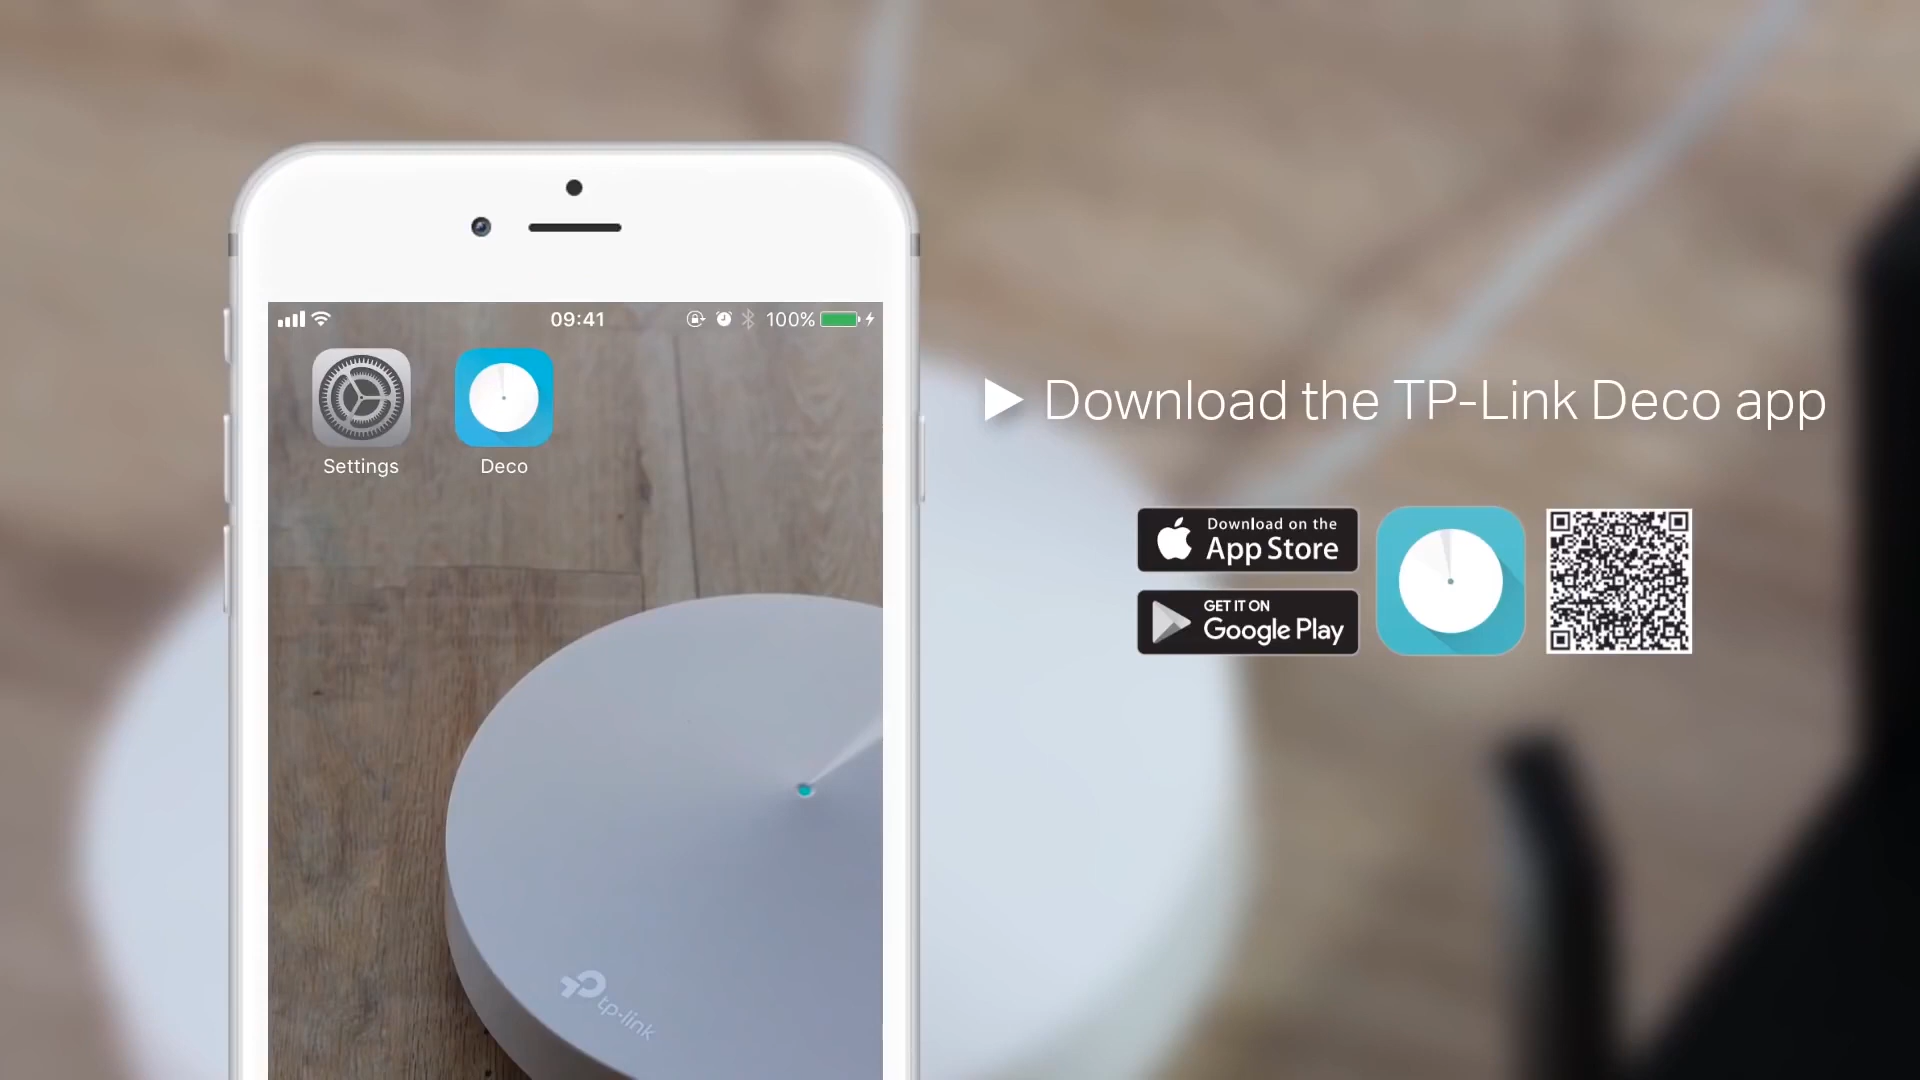 09:41
100%
Settings
Deco
tp-link
Download the TP-Link Deco app
Download on the
App Store
GET IT ON
Google Play